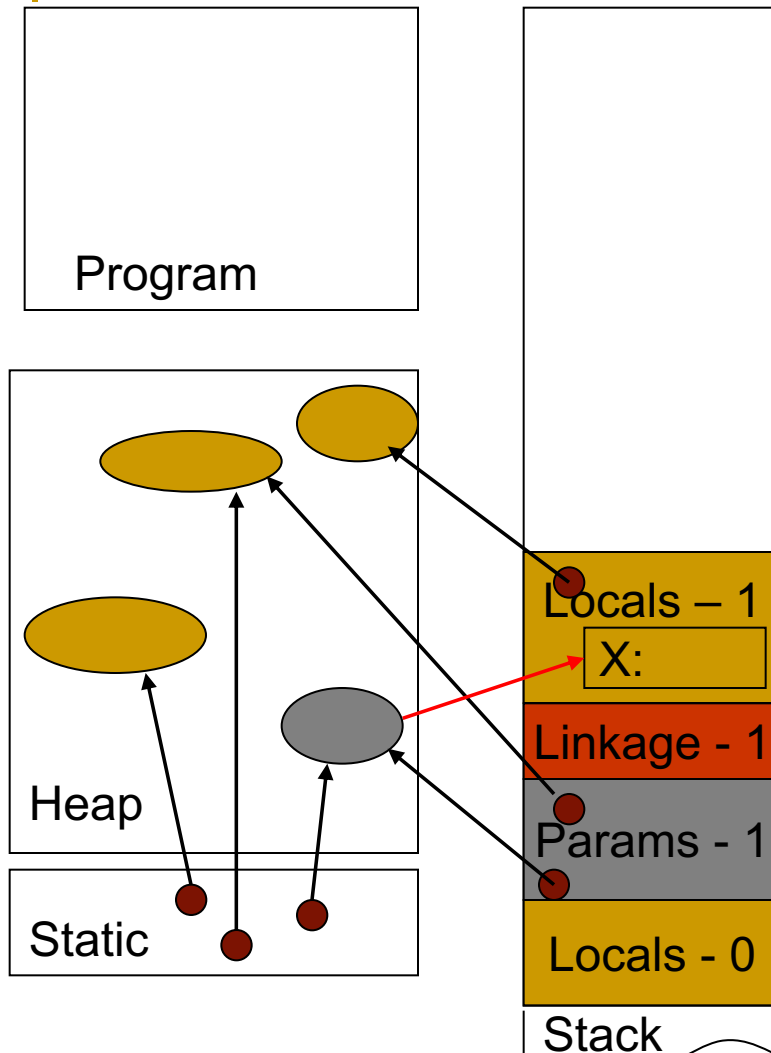 Program
Heap
Static
Locals – 1
X:
Linkage - 1
Params - 1
Locals - 0
Stack